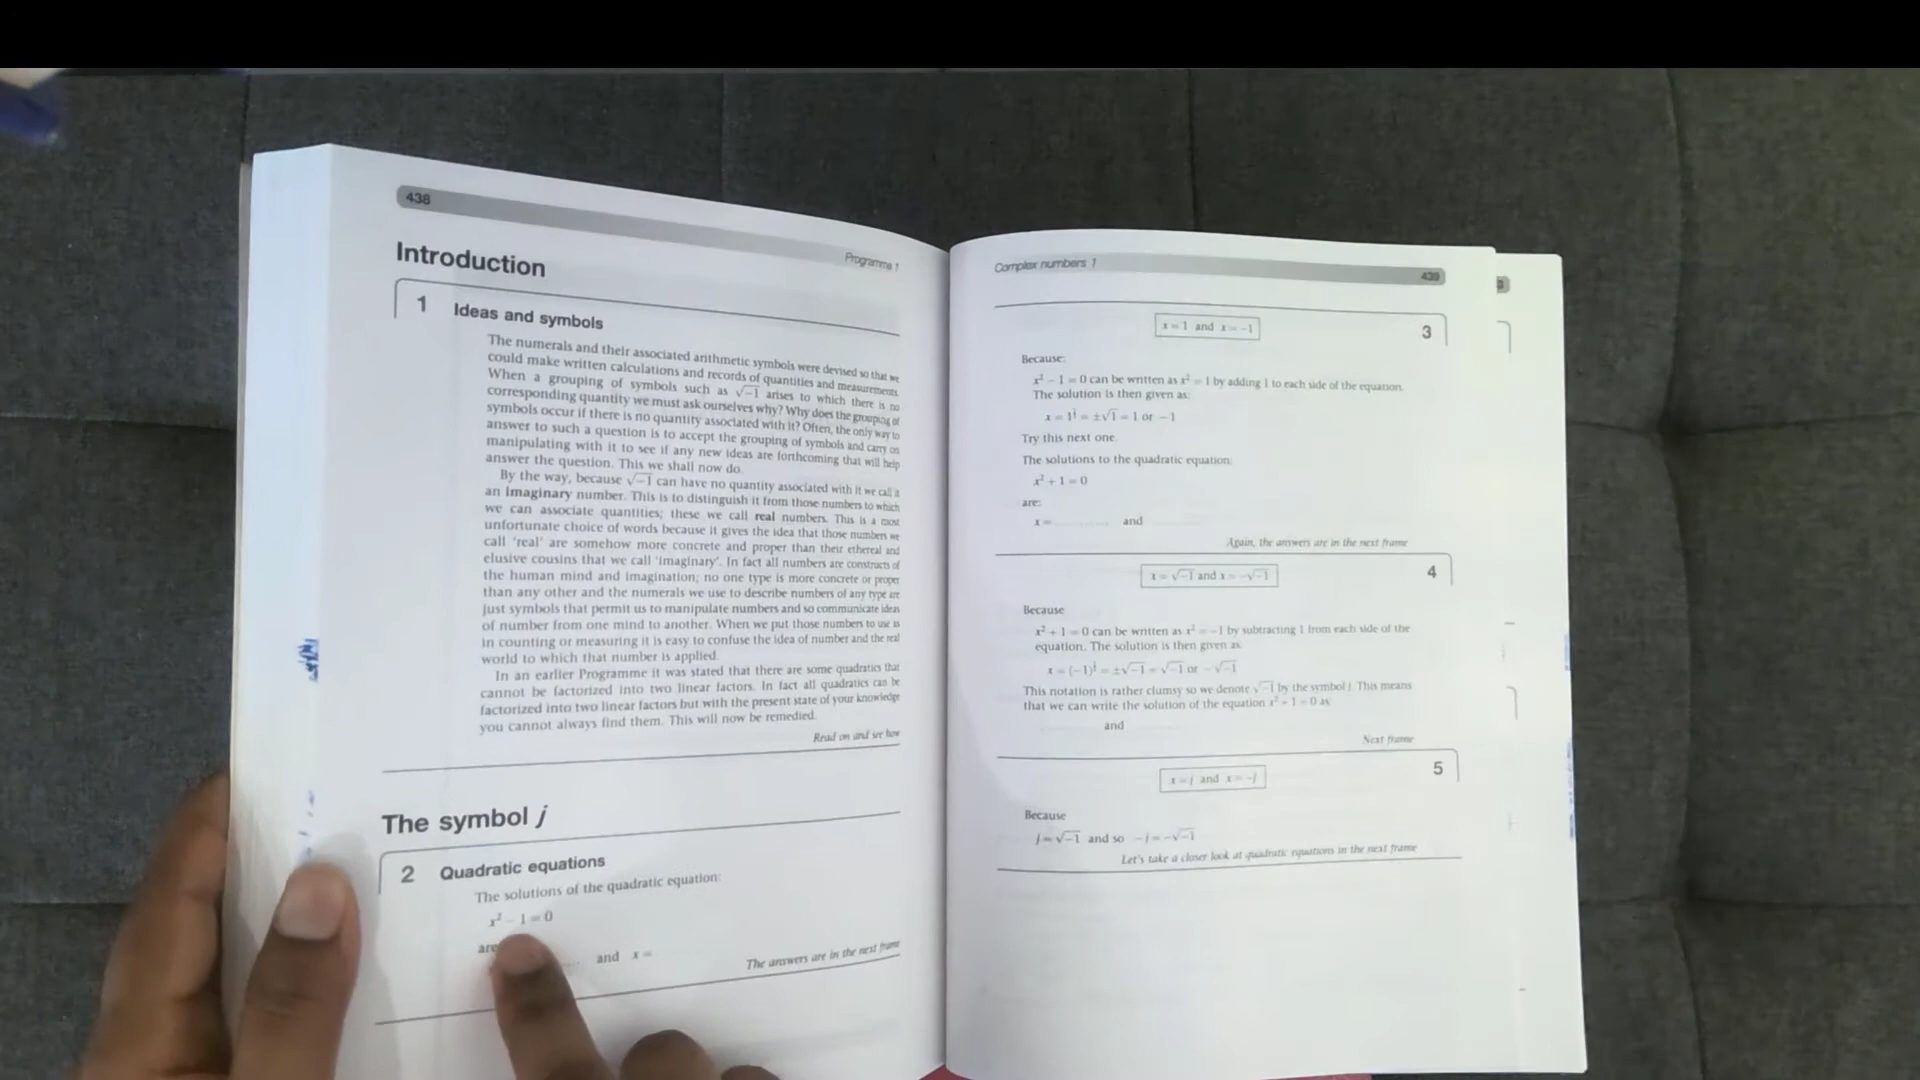 438
Programme 1
Introduction
1 Ideas and symbols
The numerals and their associated arithmetic symbols were devised so that we
could make written calculations and records of quantities and measurements.
When a grouping of symbols such as √−1 arises to which there is no
corresponding quantity we must ask ourselves why? Why does the grouping of
symbols occur if there is no quantity associated with it? Often, the only way to
answer to such a question is to accept the grouping of symbols and carry on
manipulating with it to see if any new ideas are forthcoming that will help
answer the question. This we shall now do.
By the way, because √−1 can have no quantity associated with it we call it
an imaginary number. This is to distinguish it from those numbers to which
we can associate quantities; these we call real numbers. This is a most
unfortunate choice of words because it gives the idea that those numbers we
call 'real' are somehow more concrete and proper than their ethereal and
elusive cousins that we call 'imaginary'. In fact all numbers are constructs of
the human mind and imagination; no one type is more concrete or proper
than any other and the numerals we use to describe numbers of any type are
just symbols that permit us to manipulate numbers and so communicate ideas
of number from one mind to another. When we put those numbers to use as
in counting or measuring it is easy to confuse the idea of number and the real
world to which that number is applied.
In an earlier Programme it was stated that there are some quadratics that
cannot be factorized into two linear factors. In fact all quadratics can be
factorized into two linear factors but with the present state of your knowledge
you cannot always find them. This will now be remedied.
Read on and see how
The symbol j
2 Quadratic equations
The solutions of the quadratic equation:
x² − 1 = 0
are
and x =
The answers are in the next frame
Complex numbers 1
439
x = 1 and x = −1
3
Because:
x² − 1 = 0 can be written as x² = 1 by adding 1 to each side of the equation.
The solution is then given as:
x = 1^½ = ±√1 = 1 or −1
Try this next one.
The solutions to the quadratic equation:
x² + 1 = 0
are:
x = .......... and
Again, the answers are in the next frame
x = √−1 and x = −√−1
4
Because
x² + 1 = 0 can be written as x² = −1 by subtracting 1 from each side of the
equation. The solution is then given as:
x = (−1)^½ = ±√−1 = √−1 or −√−1
This notation is rather clumsy so we denote √−1 by the symbol j. This means
that we can write the solution of the equation x² + 1 = 0 as:
and
Next frame
x = j and x = −j
5
Because
j = √−1 and so −j = −√−1
Let's take a closer look at quadratic equations in the next frame